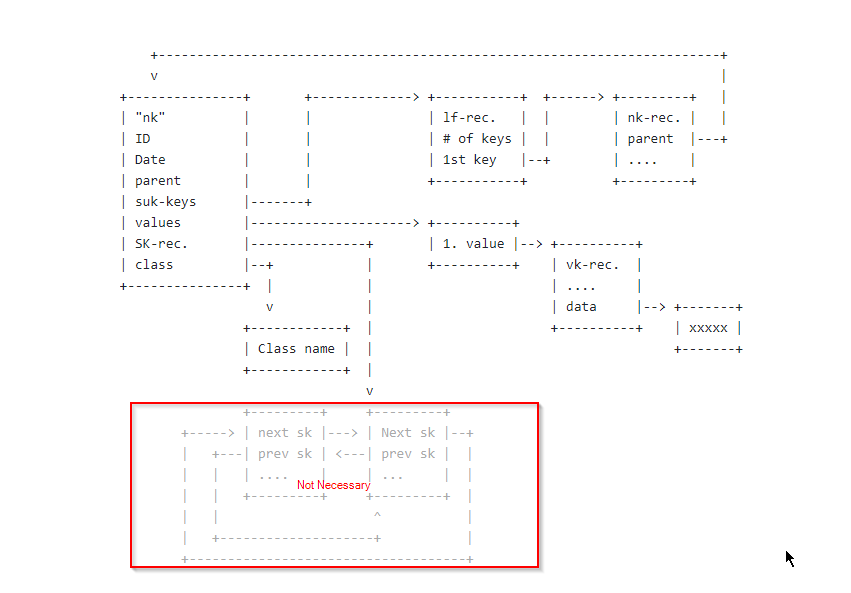 "nk"
ID
Date
parent
suk-keys
values
SK-rec.
class
lf-rec.
# of keys
1st key
nk-rec.
parent
....
1. value
vk-rec.
....
data
xxxxx
Class name
next sk
prev sk
....
Next sk
prev sk
...
Not Necessary